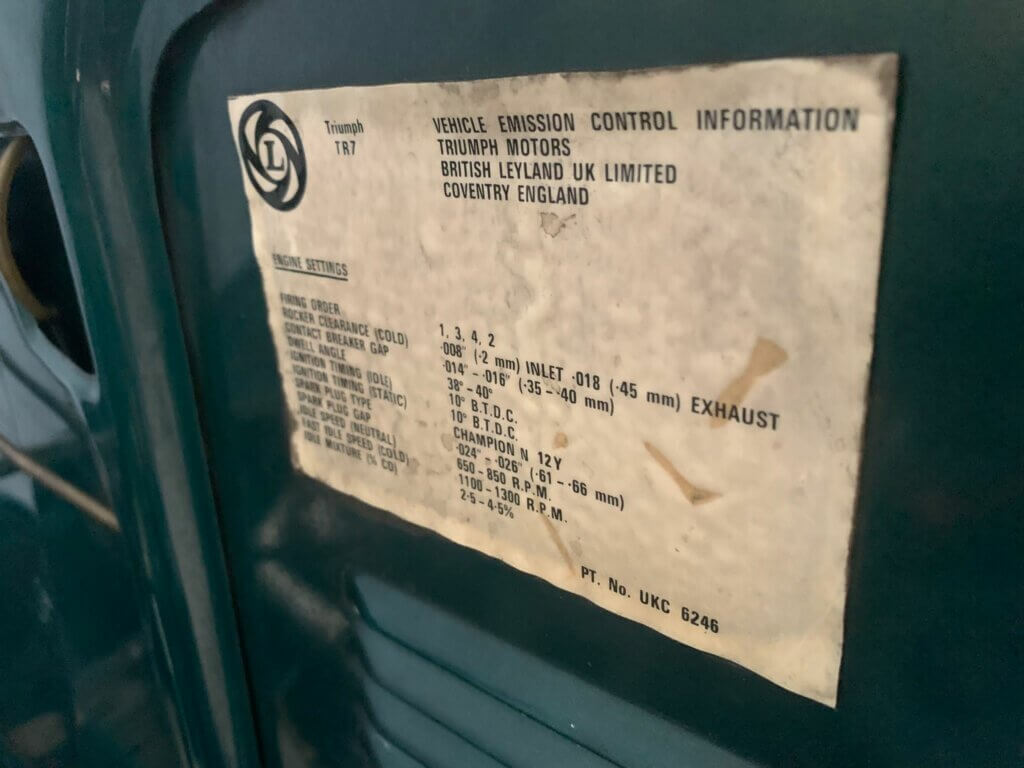 L
Triumph
TR7
VEHICLE EMISSION CONTROL INFORMATION
TRIUMPH MOTORS
BRITISH LEYLAND UK LIMITED
COVENTRY ENGLAND
ENGINE SETTINGS
FIRING ORDER 1, 3, 4, 2
ROCKER CLEARANCE (COLD) ·008" (·2 mm) INLET ·018 (·45 mm) EXHAUST
CONTACT BREAKER GAP ·014" – ·016" (·35 – ·40 mm)
DWELL ANGLE 38° – 40°
IGNITION TIMING (IDLE) 10° B.T.D.C.
IGNITION TIMING (STATIC) 10° B.T.D.C.
SPARK PLUG TYPE CHAMPION N 12Y
SPARK PLUG GAP ·024" – ·026" (·61 – ·66 mm)
IDLE SPEED (NEUTRAL) 650 – 850 R.P.M.
FAST IDLE SPEED (COLD) 1100 – 1300 R.P.M.
IDLE MIXTURE (% CO) 2·5 – 4·5%
PT. No. UKC 6246